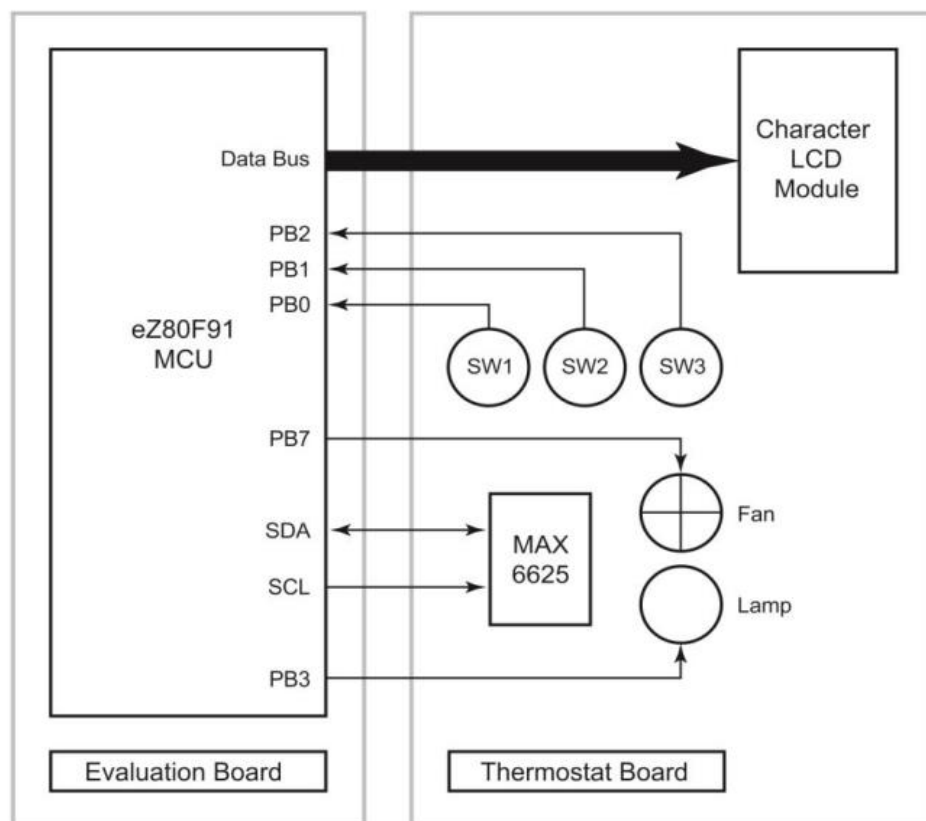 Data Bus
Character
LCD
Module
PB2
PB1
PB0
eZ80F91
MCU
SW1
SW2
SW3
PB7
Fan
SDA
MAX
6625
SCL
Lamp
PB3
Evaluation Board
Thermostat Board